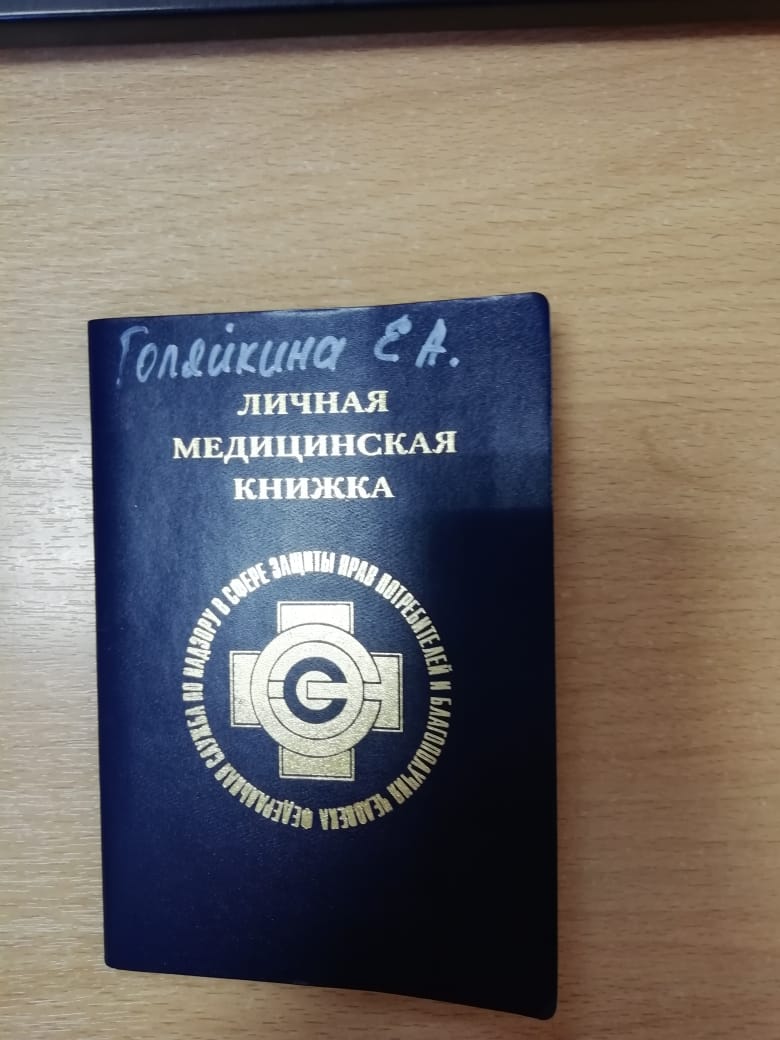 Голяйкина Е А.
ЛИЧНАЯ
МЕДИЦИНСКАЯ
КНИЖКА
ФЕДЕРАЛЬНАЯ СЛУЖБА ПО НАДЗОРУ В СФЕРЕ ЗАЩИТЫ ПРАВ ПОТРЕБИТЕЛЕЙ И БЛАГОПОЛУЧИЯ ЧЕЛОВЕКА